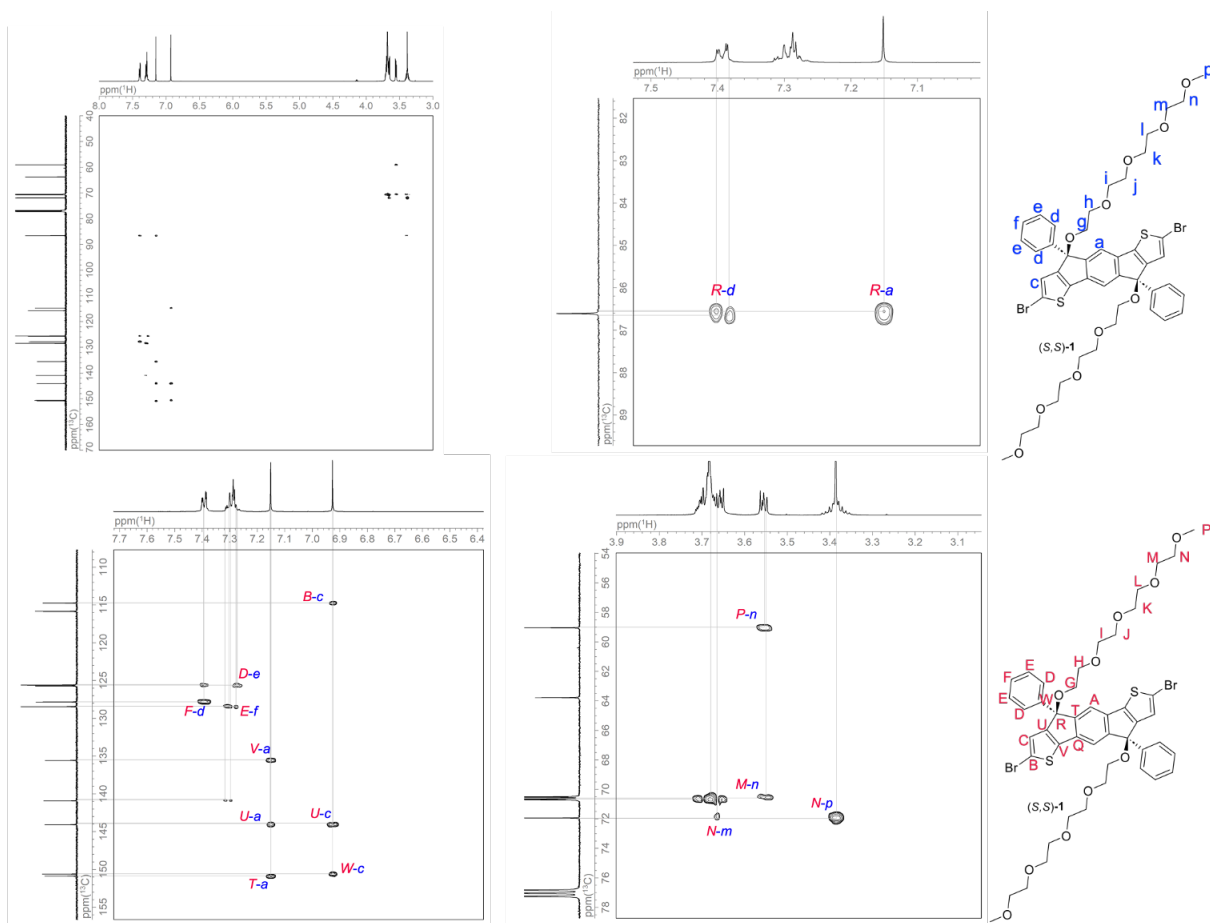 ppm(¹H)
8.0 7.5 7.0 6.5 6.0 5.5 5.0 4.5 4.0 3.5 3.0
40
50
60
70
80
90
100
110
120
130
140
150
160
170
ppm(¹³C)
ppm(¹H)
7.5 7.4 7.3 7.2 7.1
82
83
84
85
86
87
88
89
ppm(¹³C)
R-d
R-a
p
O
n
m
O
l
O
k
i
O
j
h
O
g
O
e
d
f
e
d
a
S
Br
c
Br
S
O
O
(S,S)-1
O
O
O
O
ppm(¹H)
7.7 7.6 7.5 7.4 7.3 7.2 7.1 7.0 6.9 6.8 6.7 6.6 6.5 6.4
110
115
120
125
130
135
140
145
150
155
ppm(¹³C)
B-c
D-e
F-d
E-f
V-a
U-a
U-c
W-c
T-a
ppm(¹H)
3.9 3.8 3.7 3.6 3.5 3.4 3.3 3.2 3.1
54
56
58
60
62
64
66
68
70
72
74
76
78
ppm(¹³C)
P-n
M-n
N-p
N-m
P
O
N
M
O
L
O
K
I
O
J
H
O
G
O
E
D
F
E
D
W
T
A
S
Br
U
R
C
Q
V
B
Br
S
O
O
(S,S)-1
O
O
O
O